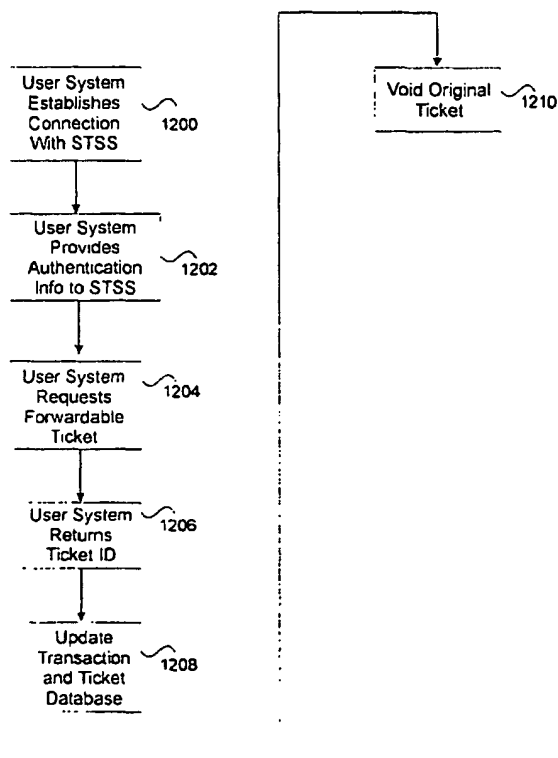 User System
Establishes
Connection
With STSS
1200
User System
Provides
Authentication
Info to STSS
1202
User System
Requests
Forwardable
Ticket
1204
User System
Returns
Ticket ID
1206
Update
Transaction
and Ticket
Database
1208
Void Original
Ticket
1210